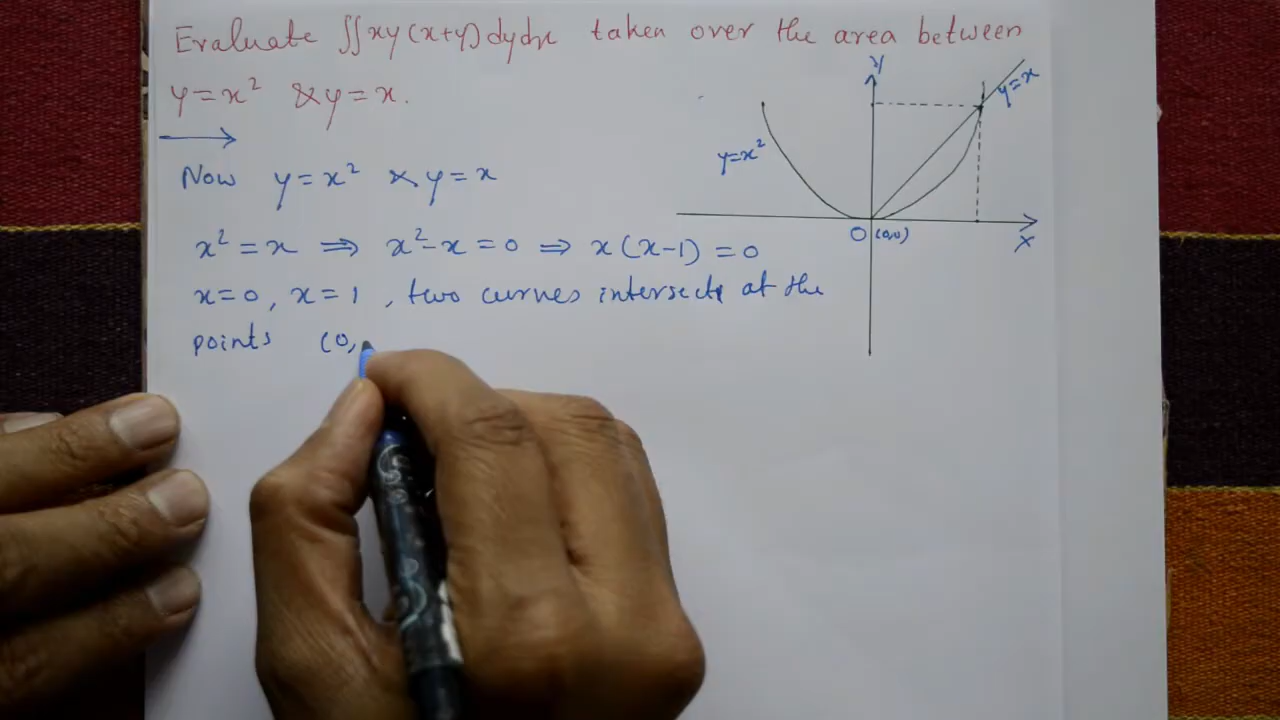 Evaluate ∬xy(x+y)dydx taken over the area between
y=x² & y=x.
Now y=x² & y=x
x²=x ⇒ x²-x=0 ⇒ x(x-1)=0
x=0, x=1, two curves intersect at the
points (0,
y
y=x
y=x²
O (0,0)
X